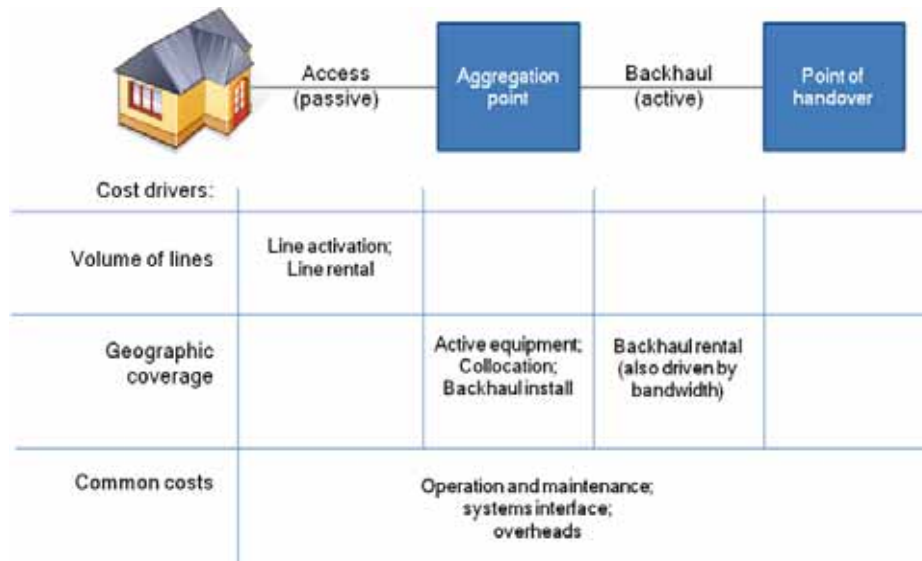 Access
(passive)
Aggregation
point
Backhaul
(active)
Point of
handover
Cost drivers:
Volume of lines
Line activation;
Line rental
Geographic
coverage
Active equipment;
Collocation;
Backhaul install
Backhaul rental
(also driven by
bandwidth)
Common costs
Operation and maintenance;
systems interface;
overheads